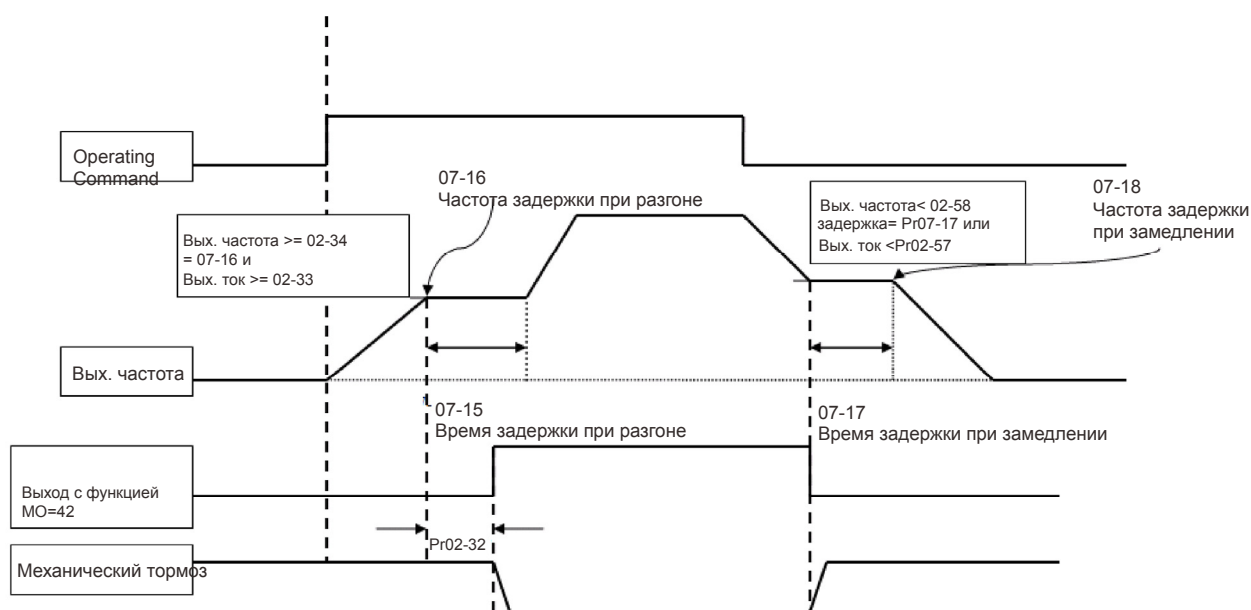 Operating
Command
07-16
Частота задержки при разгоне
Вых. частота< 02-58
задержка= Pr07-17 или
Вых. ток <Pr02-57
07-18
Частота задержки
при замедлении
Вых. частота >= 02-34
= 07-16 и
Вых. ток >= 02-33
Вых. частота
07-15
Время задержки при разгоне
07-17
Время задержки при замедлении
Выход с функцией
МО=42
Pr02-32
Механический тормоз